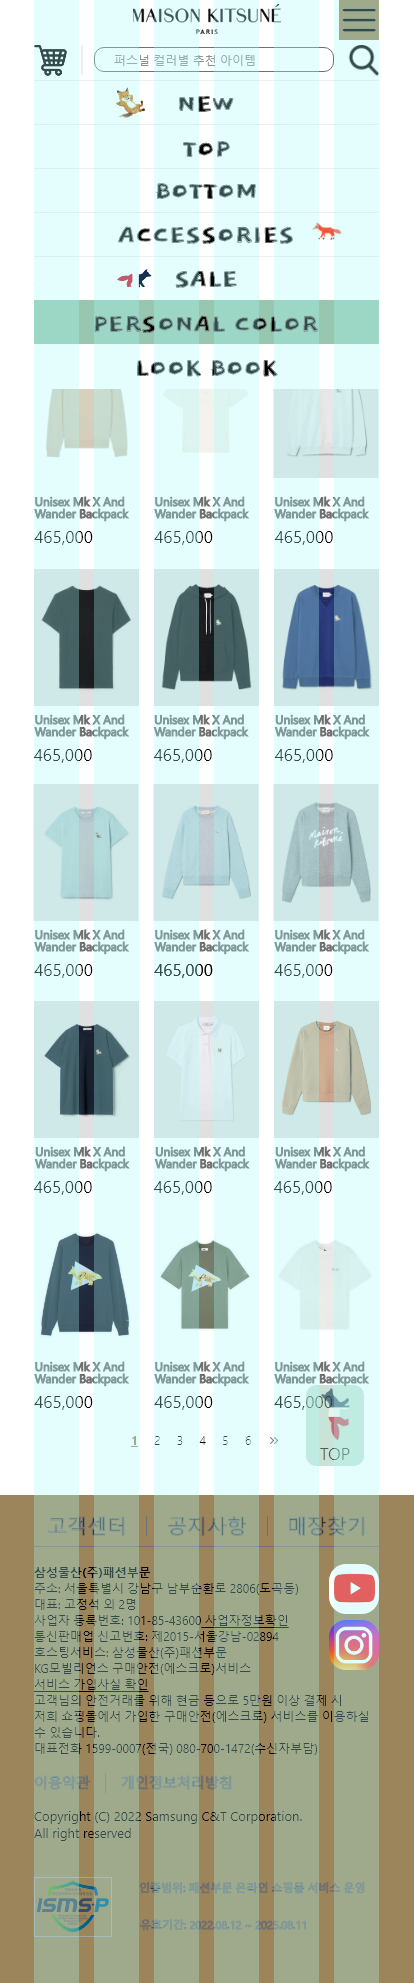 MAISON KITSUNÉ
PARIS
퍼스널 컬러별 추천 아이템
NEW
TOP
BOTTOM
ACCESSORIES
SALE
PERSONAL COLOR
LOOK BOOK
Unisex Mk X And Wander Backpack
465,000
Unisex Mk X And Wander Backpack
465,000
Unisex Mk X And Wander Backpack
465,000
Unisex Mk X And Wander Backpack
465,000
Unisex Mk X And Wander Backpack
465,000
Unisex Mk X And Wander Backpack
465,000
Unisex Mk X And Wander Backpack
465,000
Unisex Mk X And Wander Backpack
465,000
Maison Kitsuné
Unisex Mk X And Wander Backpack
465,000
Unisex Mk X And Wander Backpack
465,000
Unisex Mk X And Wander Backpack
465,000
Unisex Mk X And Wander Backpack
465,000
Unisex Mk X And Wander Backpack
465,000
Unisex Mk X And Wander Backpack
465,000
Unisex Mk X And Wander Backpack
465,000
TOP
1 2 3 4 5 6 »
고객센터 공지사항 매장찾기
삼성물산(주)패션부문
주소: 서울특별시 강남구 남부순환로 2806(도곡동)
대표: 고정석 외 2명
사업자 등록번호: 101-85-43600 사업자정보확인
통신판매업 신고번호: 제2015-서울강남-02894
호스팅서비스: 삼성물산(주)패션부문
KG모빌리언스 구매안전(에스크로)서비스
서비스 가입사실 확인
고객님의 안전거래를 위해 현금 등으로 5만원 이상 결제 시
저희 쇼핑몰에서 가입한 구매안전(에스크로) 서비스를 이용하실
수 있습니다.
대표전화 1599-0007(전국) 080-700-1472(수신자부담)
이용약관 개인정보처리방침
Copyright (C) 2022 Samsung C&T Corporation.
All right reserved
ISMS-P
인증범위: 패션부문 온라인 쇼핑몰 서비스 운영
유효기간: 2022.08.12 ~ 2025.08.11